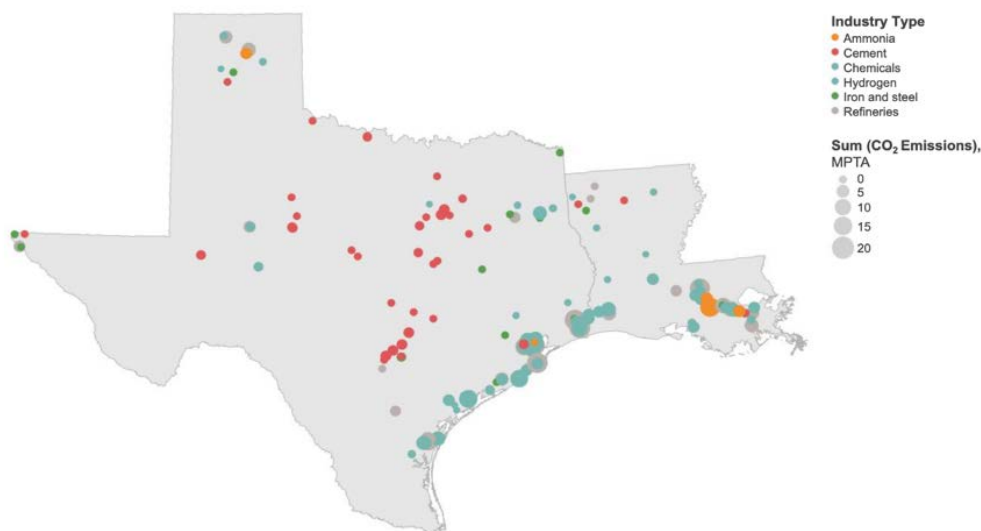 Industry Type
Ammonia
Cement
Chemicals
Hydrogen
Iron and steel
Refineries
Sum (CO₂ Emissions),
MPTA
0
5
10
15
20